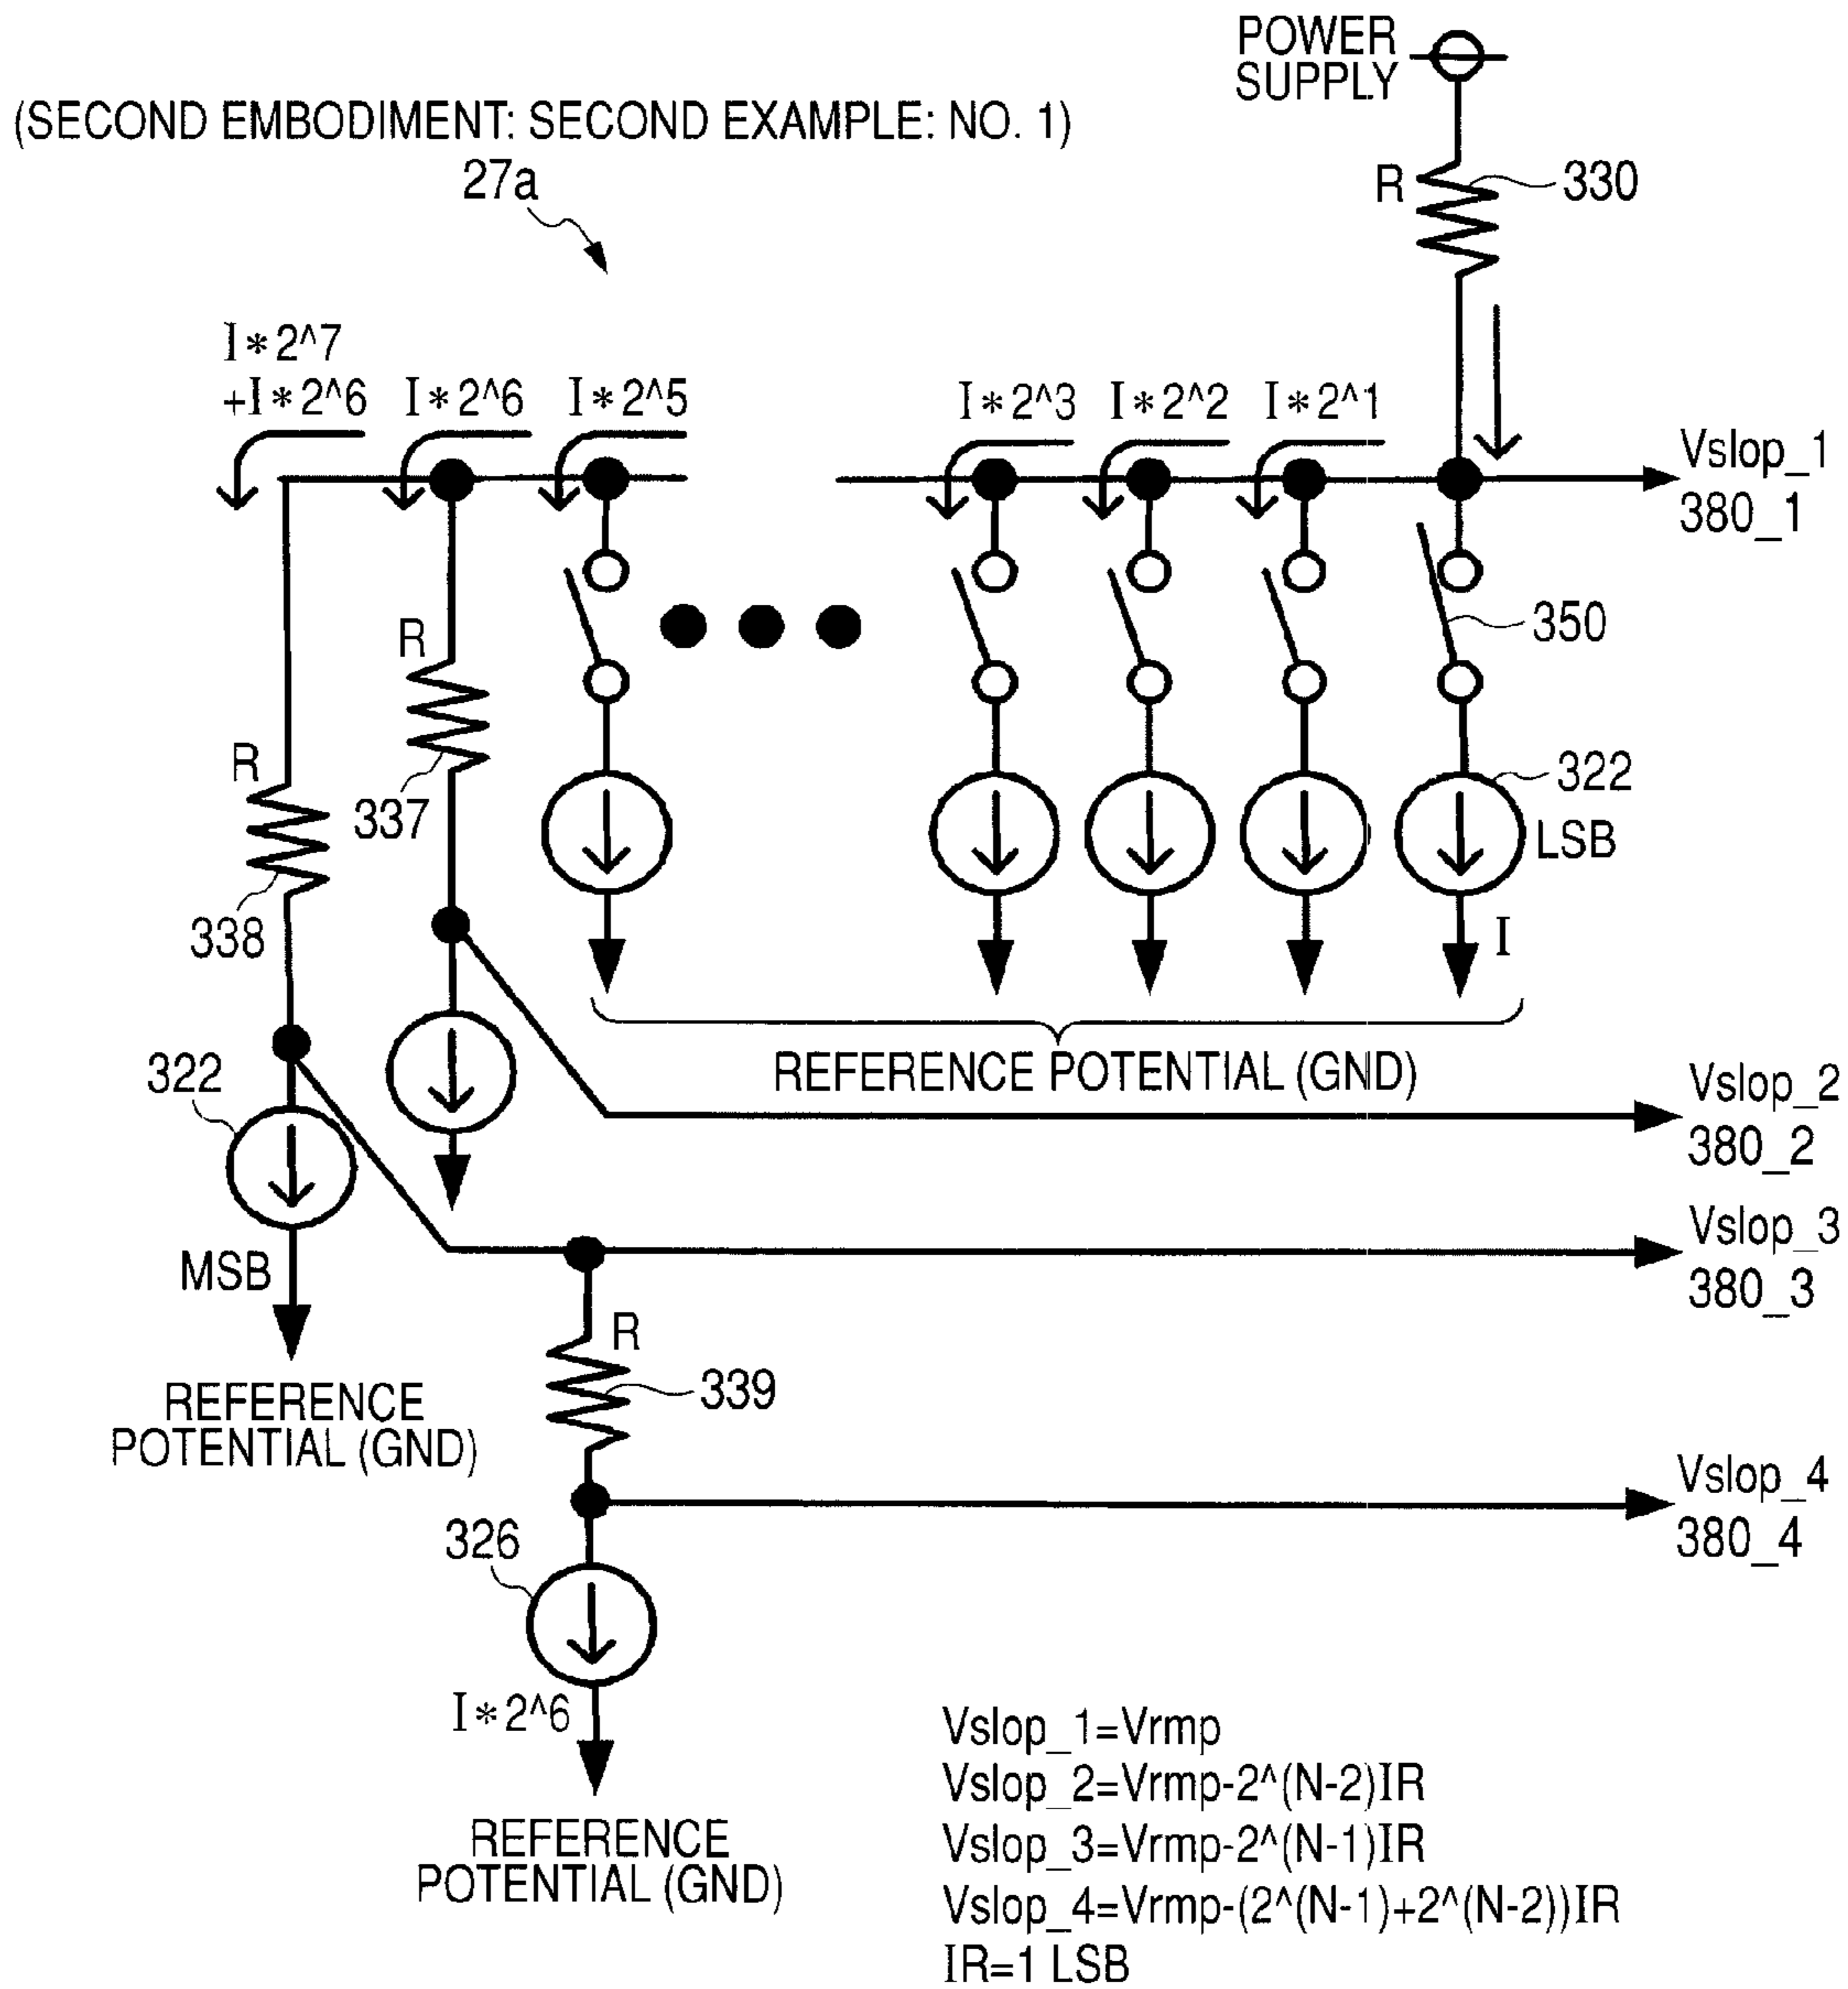 POWER
SUPPLY
(SECOND EMBODIMENT: SECOND EXAMPLE: NO. 1)
27a
R
330
I*2^7
+I*2^6
I*2^6
I*2^5
I*2^3
I*2^2
I*2^1
Vslop_1
380_1
350
R
337
R
338
322
LSB
I
REFERENCE POTENTIAL (GND)
322
MSB
REFERENCE
POTENTIAL (GND)
Vslop_2
380_2
Vslop_3
380_3
R
339
Vslop_4
380_4
326
I*2^6
REFERENCE
POTENTIAL (GND)
Vslop_1=Vrmp
Vslop_2=Vrmp-2^(N-2)IR
Vslop_3=Vrmp-2^(N-1)IR
Vslop_4=Vrmp-(2^(N-1)+2^(N-2))IR
IR=1 LSB